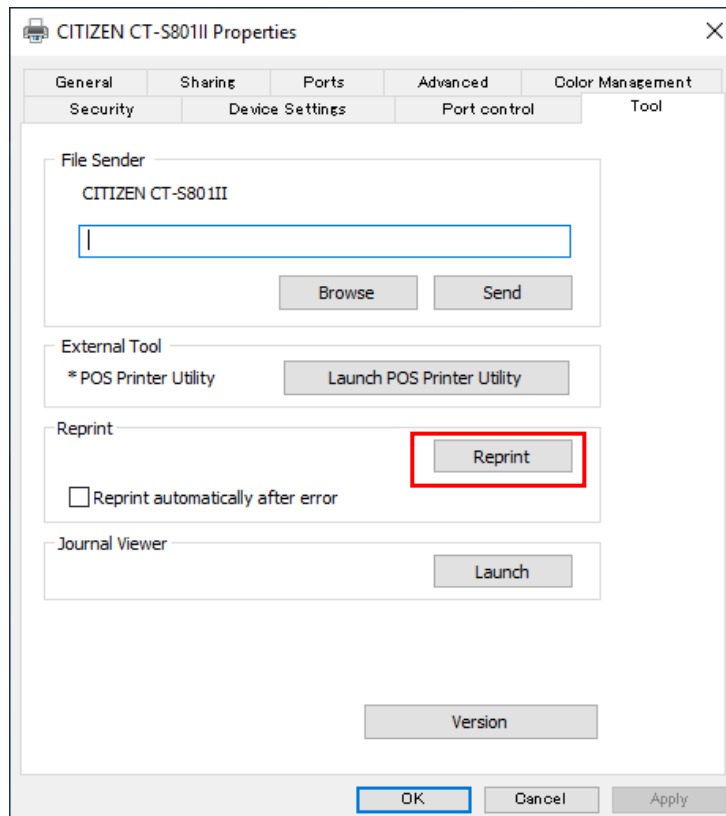 CITIZEN CT-S801II Properties
General Sharing Ports Advanced Color Management
Security Device Settings Port control Tool
File Sender
CITIZEN CT-S801II
Browse Send
External Tool
* POS Printer Utility Launch POS Printer Utility
Reprint
Reprint
Reprint automatically after error
Journal Viewer
Launch
Version
OK Cancel Apply